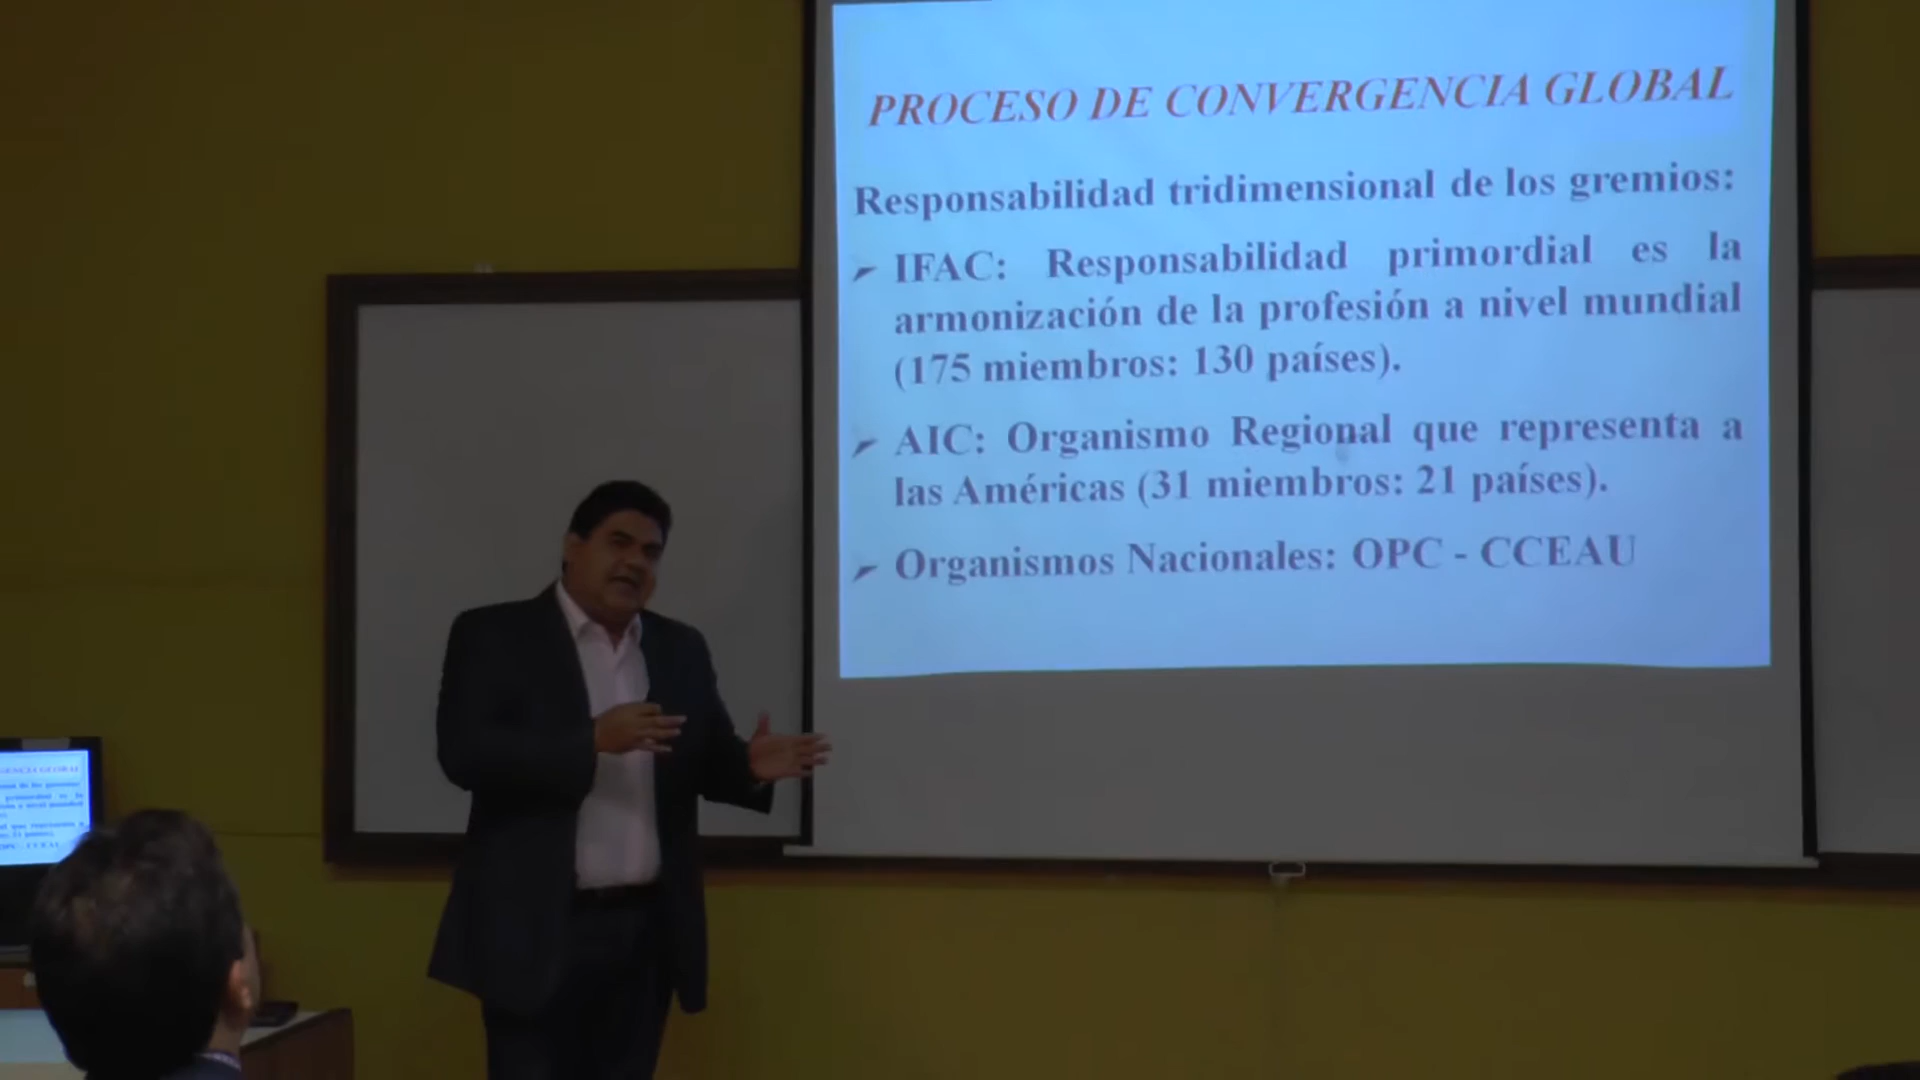 PROCESO DE CONVERGENCIA GLOBAL
Responsabilidad tridimensional de los gremios:
IFAC: Responsabilidad primordial es la
armonización de la profesión a nivel mundial
(175 miembros: 130 países).
AIC: Organismo Regional que representa a
las Américas (31 miembros: 21 países).
Organismos Nacionales: OPC - CCEAU